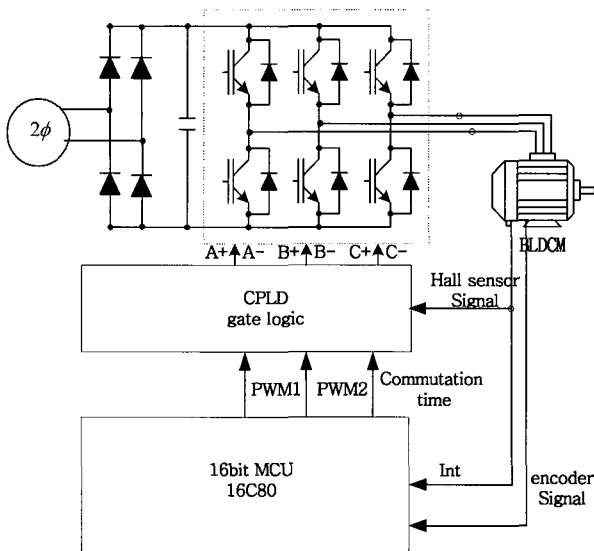 2ϕ
BLDCM
A+ A- B+ B- C+ C-
CPLD
gate logic
Hall sensor
Signal
PWM1 PWM2
Commutation
time
16bit MCU
16C80
Int
encoder
Signal